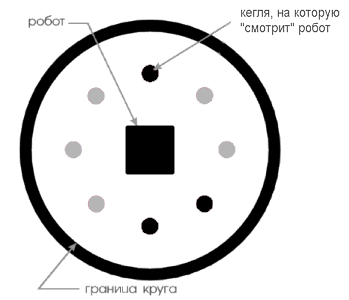 кегля, на которую
"смотрит" робот
робот
граница круга